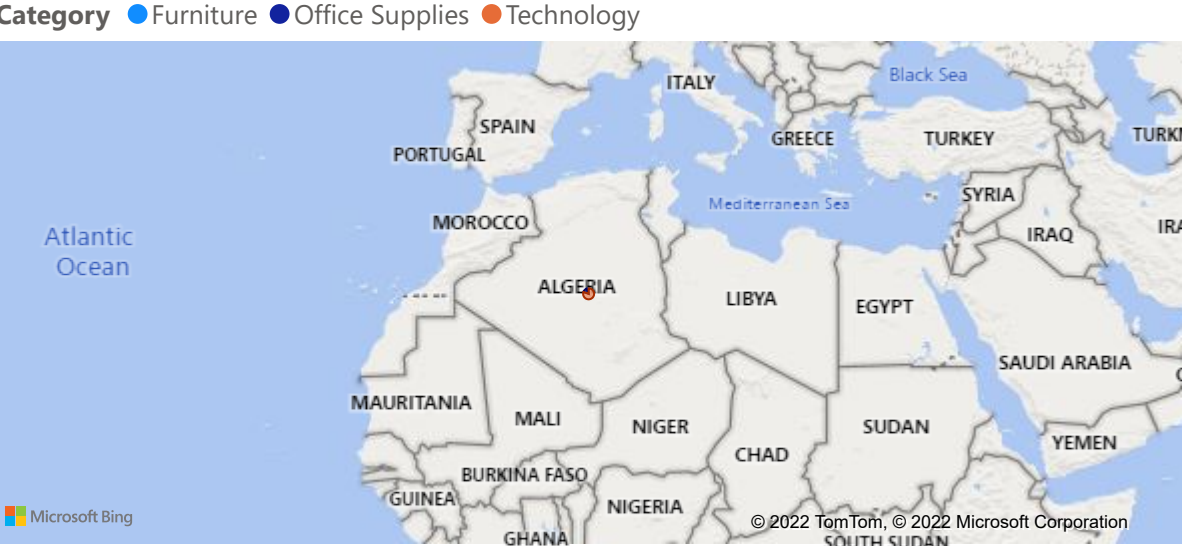 Category Furniture Office Supplies Technology
ITALY
Black Sea
SPAIN
GREECE
TURKEY
TURK
PORTUGAL
SYRIA
Mediterranean Sea
MOROCCO
IRAQ
IRA
Atlantic
Ocean
ALGERIA
LIBYA
EGYPT
SAUDI ARABIA
MAURITANIA
MALI
NIGER
SUDAN
YEMEN
CHAD
BURKINA FASO
GUINEA
NIGERIA
Microsoft Bing
© 2022 TomTom, © 2022 Microsoft Corporation
GHANA
SOUTH SUDAN